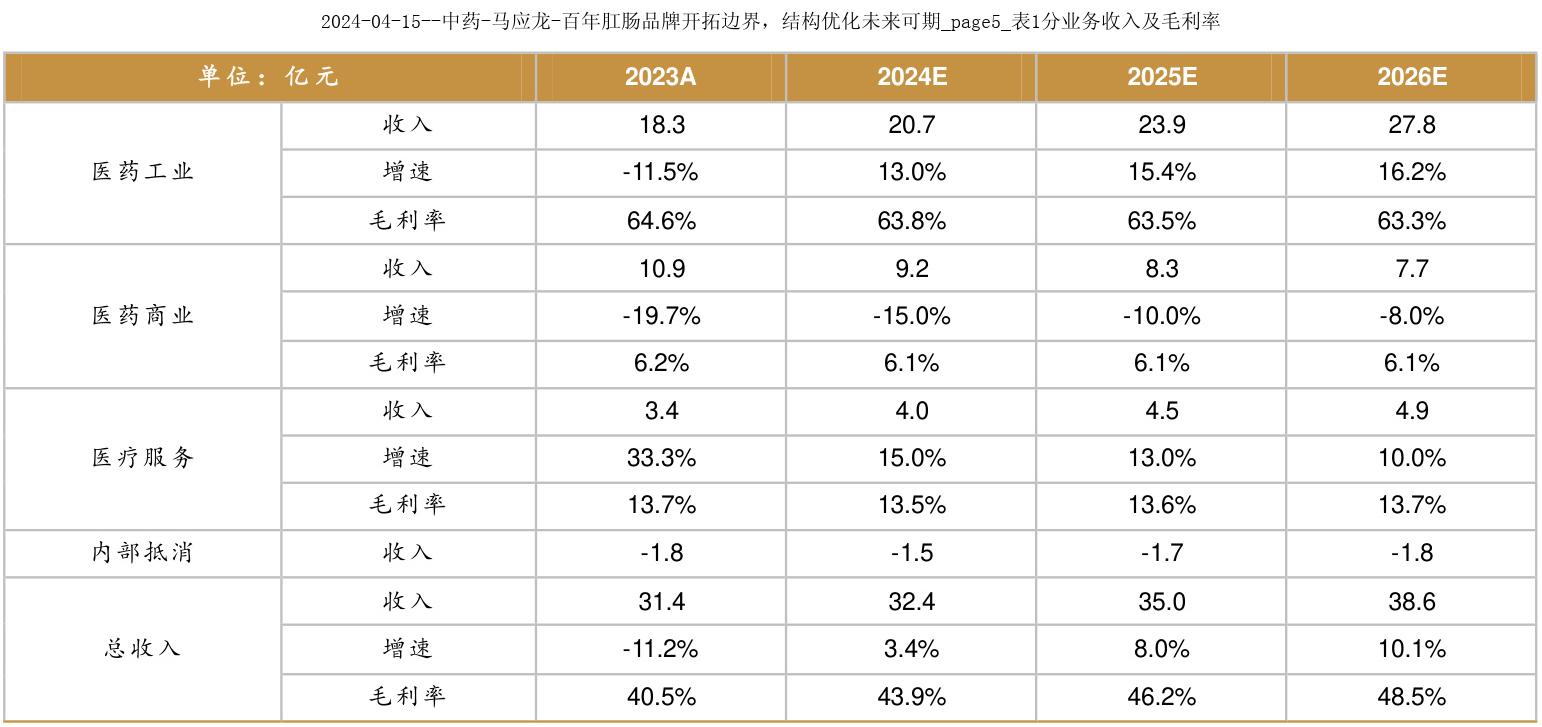 2024-04-15--中药-马应龙-百年肛肠品牌开拓边界，结构优化未来可期_page5_表1分业务收入及毛利率
单位：亿元 2023A 2024E 2025E 2026E
医药工业 收入 18.3 20.7 23.9 27.8
增速 -11.5% 13.0% 15.4% 16.2%
毛利率 64.6% 63.8% 63.5% 63.3%
医药商业 收入 10.9 9.2 8.3 7.7
增速 -19.7% -15.0% -10.0% -8.0%
毛利率 6.2% 6.1% 6.1% 6.1%
医疗服务 收入 3.4 4.0 4.5 4.9
增速 33.3% 15.0% 13.0% 10.0%
毛利率 13.7% 13.5% 13.6% 13.7%
内部抵消 收入 -1.8 -1.5 -1.7 -1.8
总收入 收入 31.4 32.4 35.0 38.6
增速 -11.2% 3.4% 8.0% 10.1%
毛利率 40.5% 43.9% 46.2% 48.5%